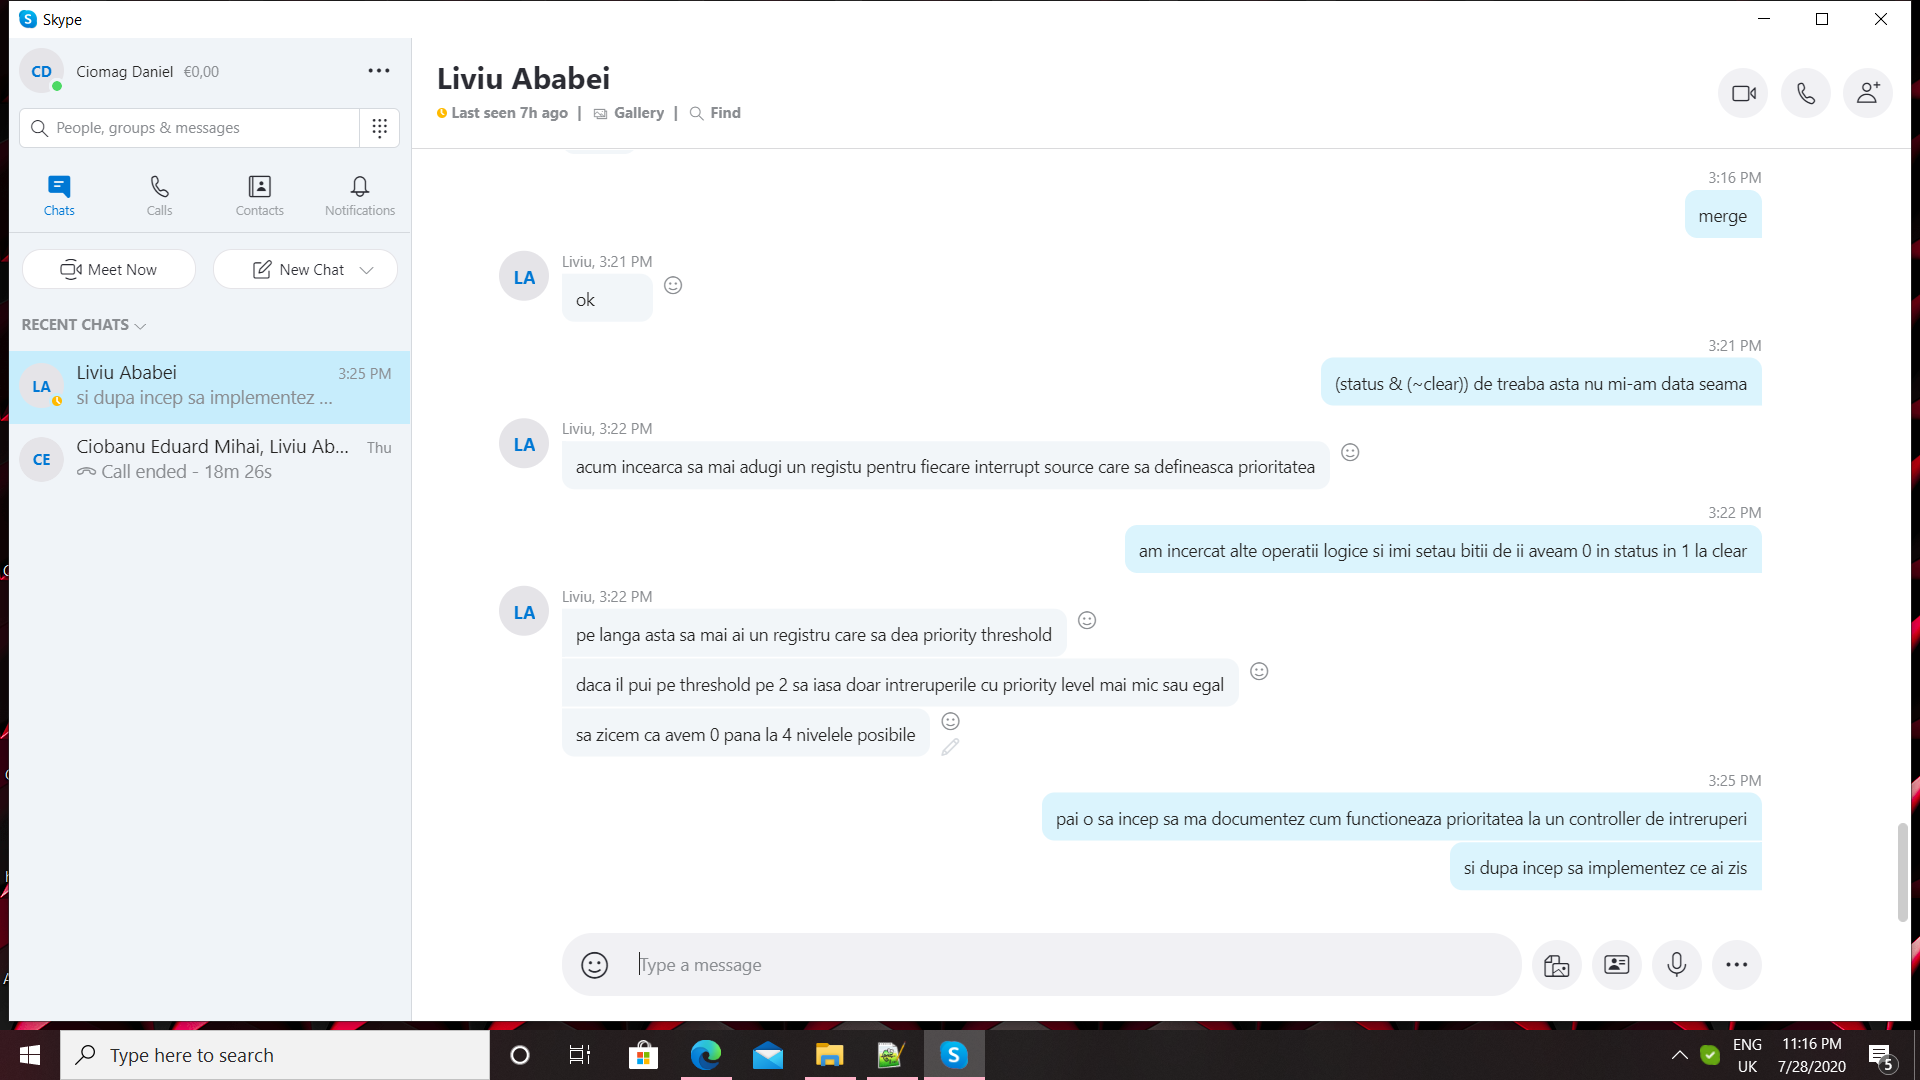 Skype
CD
Ciomag Daniel €0,00
People, groups & messages
Chats
Calls
Contacts
Notifications
Meet Now
New Chat
RECENT CHATS
LA
Liviu Ababei
3:25 PM
si dupa incep sa implementez ...
CE
Ciobanu Eduard Mihai, Liviu Ab...
Thu
Call ended - 18m 26s
Liviu Ababei
Last seen 7h ago | Gallery | Find
3:16 PM
merge
LA
Liviu, 3:21 PM
ok
3:21 PM
(status & (~clear)) de treaba asta nu mi-am data seama
LA
Liviu, 3:22 PM
acum incearca sa mai adugi un registu pentru fiecare interrupt source care sa defineasca prioritatea
3:22 PM
am incercat alte operatii logice si imi setau bitii de ii aveam 0 in status in 1 la clear
LA
Liviu, 3:22 PM
pe langa asta sa mai ai un registru care sa dea priority threshold
daca il pui pe threshold pe 2 sa iasa doar intreruperile cu priority level mai mic sau egal
sa zicem ca avem 0 pana la 4 nivelele posibile
3:25 PM
pai o sa incep sa ma documentez cum functioneaza prioritatea la un controller de intreruperi
si dupa incep sa implementez ce ai zis
Type a message
Type here to search
S
ENG
UK
11:16 PM
7/28/2020
5